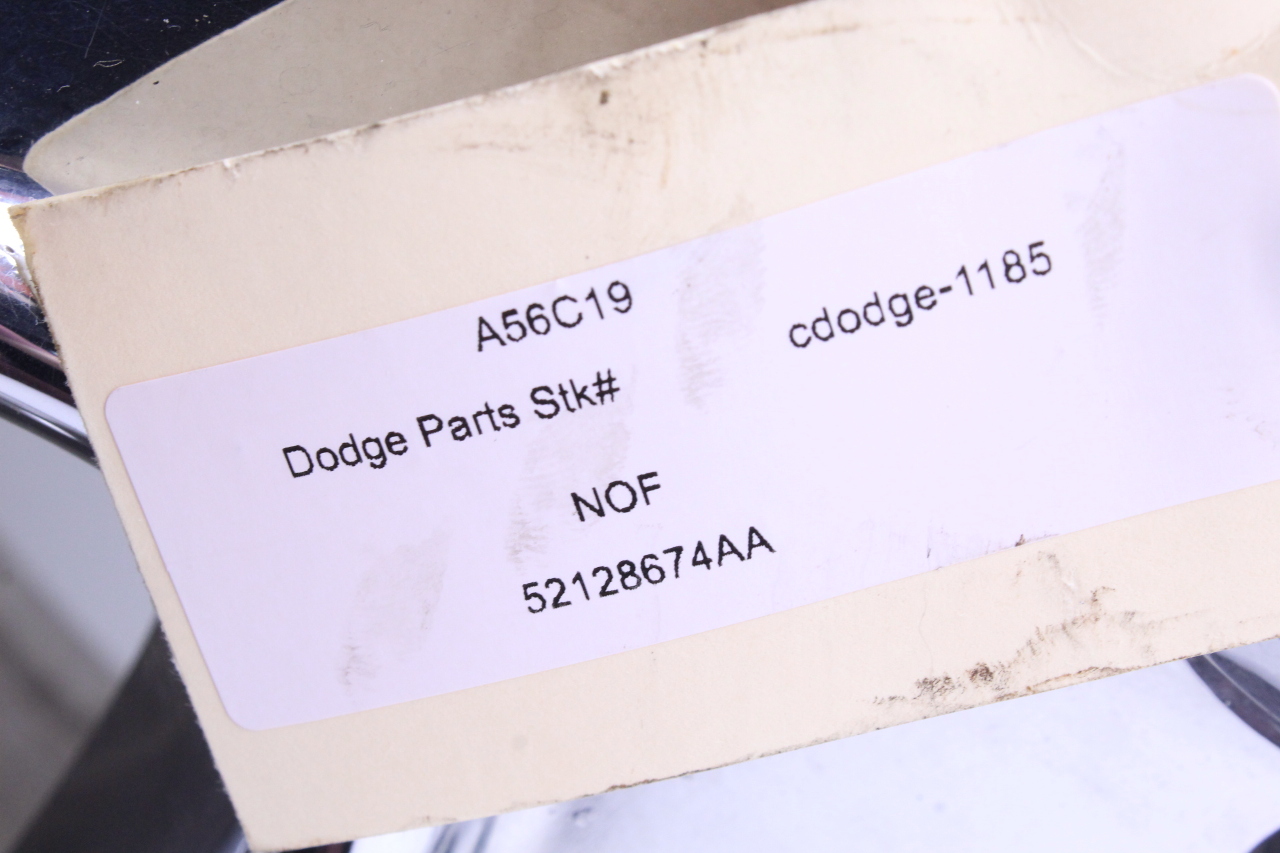 A56C19
cdodge-1185
Dodge Parts Stk#
NOF
52128674AA